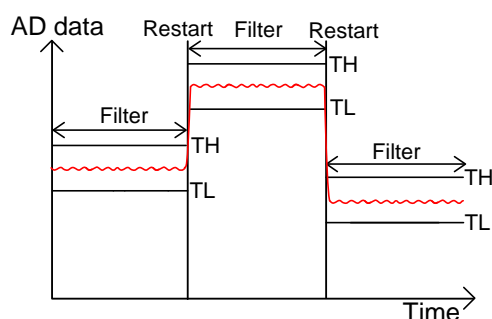 AD data
Restart
Filter
Restart
TH
TL
Filter
TH
TL
Filter
TH
TL
Time